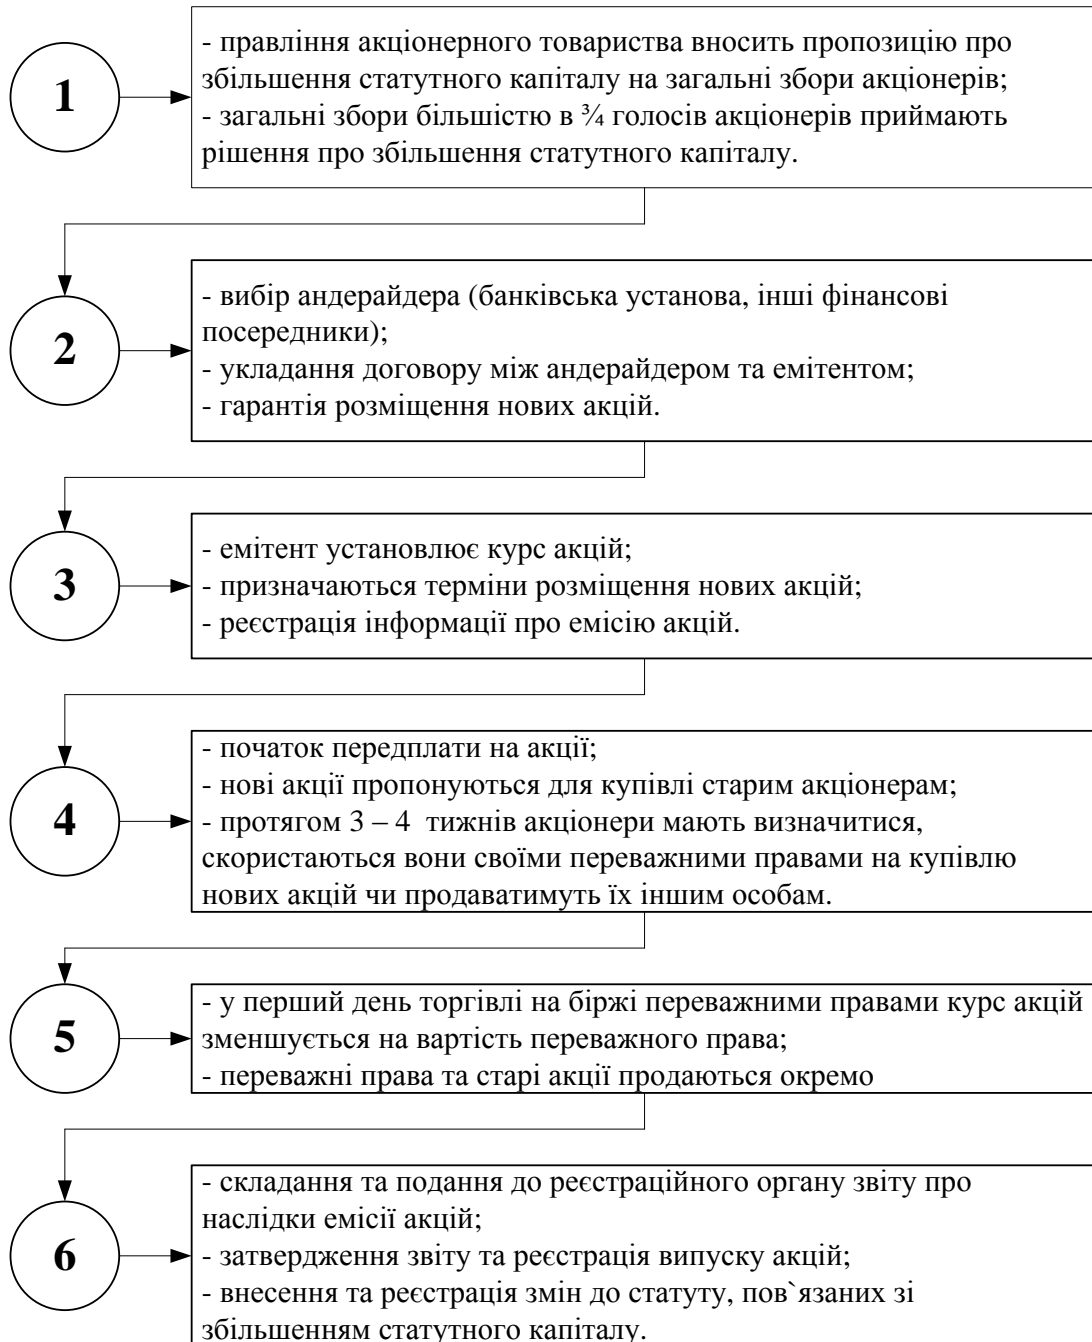 1
- правління акціонерного товариства вносить пропозицію про
збільшення статутного капіталу на загальні збори акціонерів;
- загальні збори більшістю в ¾ голосів акціонерів приймають
рішення про збільшення статутного капіталу.
2
- вибір андерайдера (банківська установа, інші фінансові
посередники);
- укладання договору між андерайдером та емітентом;
- гарантія розміщення нових акцій.
3
- емітент установлює курс акцій;
- призначаються терміни розміщення нових акцій;
- реєстрація інформації про емісію акцій.
4
- початок передплати на акції;
- нові акції пропонуються для купівлі старим акціонерам;
- протягом 3 – 4 тижнів акціонери мають визначитися,
скористаються вони своїми переважними правами на купівлю
нових акцій чи продаватимуть їх іншим особам.
5
- у перший день торгівлі на біржі переважними правами курс акцій
зменшується на вартість переважного права;
- переважні права та старі акції продаються окремо
6
- складання та подання до реєстраційного органу звіту про
наслідки емісії акцій;
- затвердження звіту та реєстрація випуску акцій;
- внесення та реєстрація змін до статуту, пов`язаних зі
збільшенням статутного капіталу.